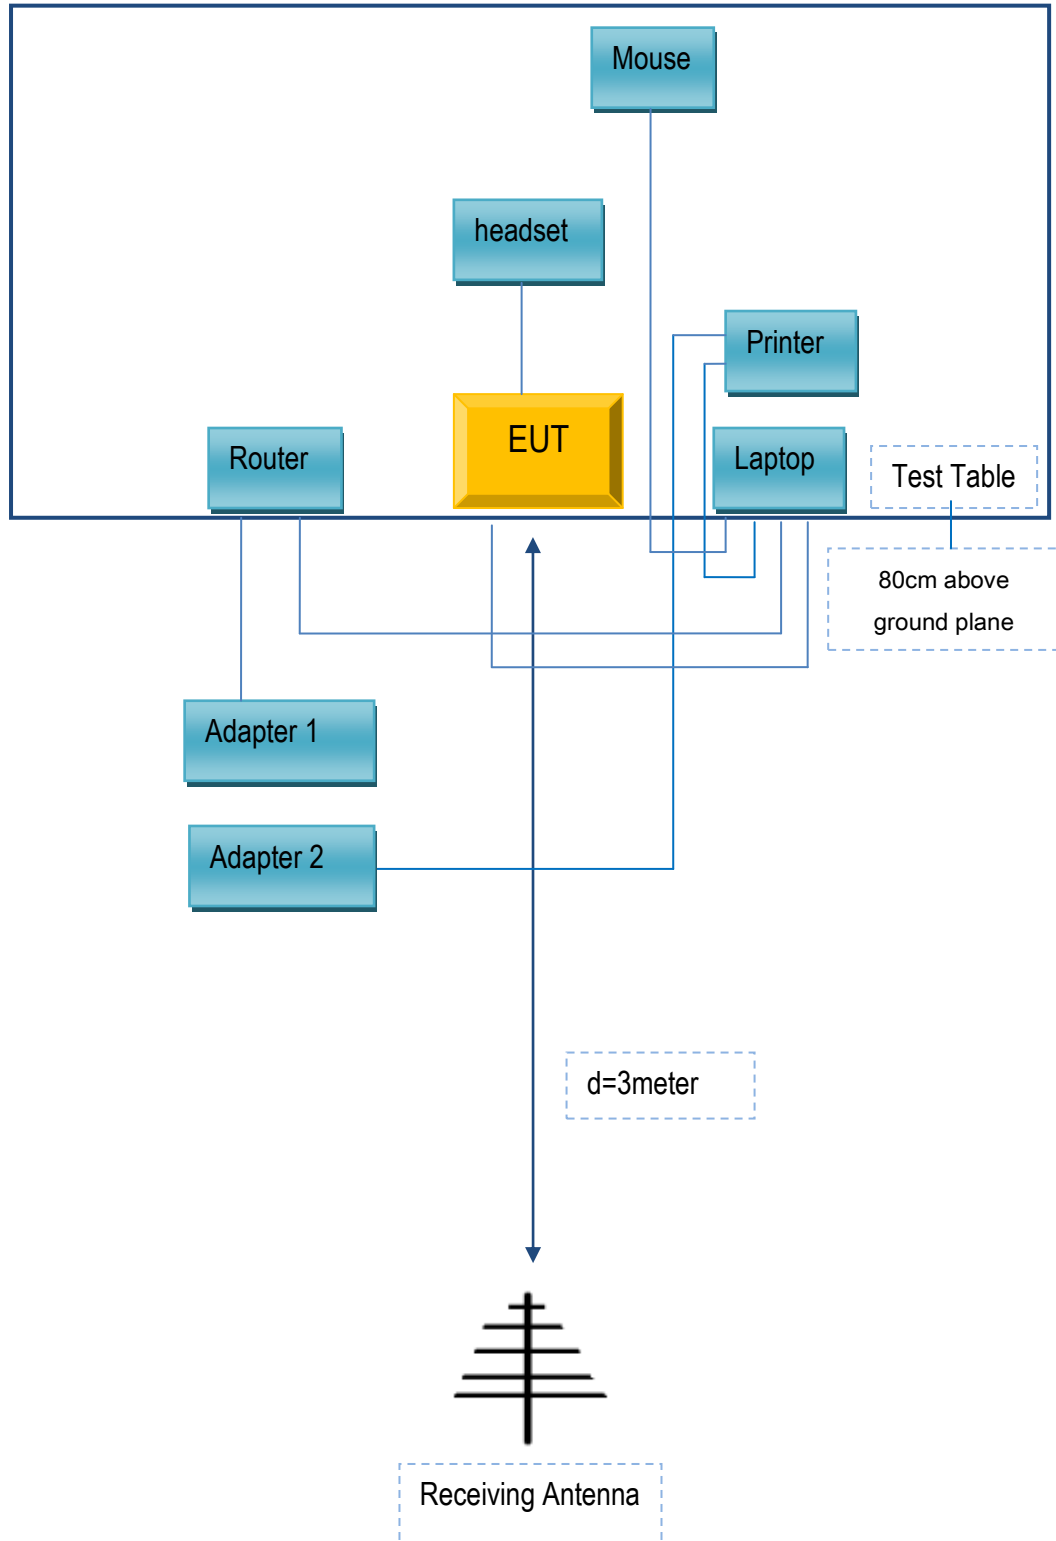 Mouse
headset
Printer
EUT
Router
Laptop
Test Table
80cm above
ground plane
Adapter 1
Adapter 2
d=3meter
Receiving Antenna